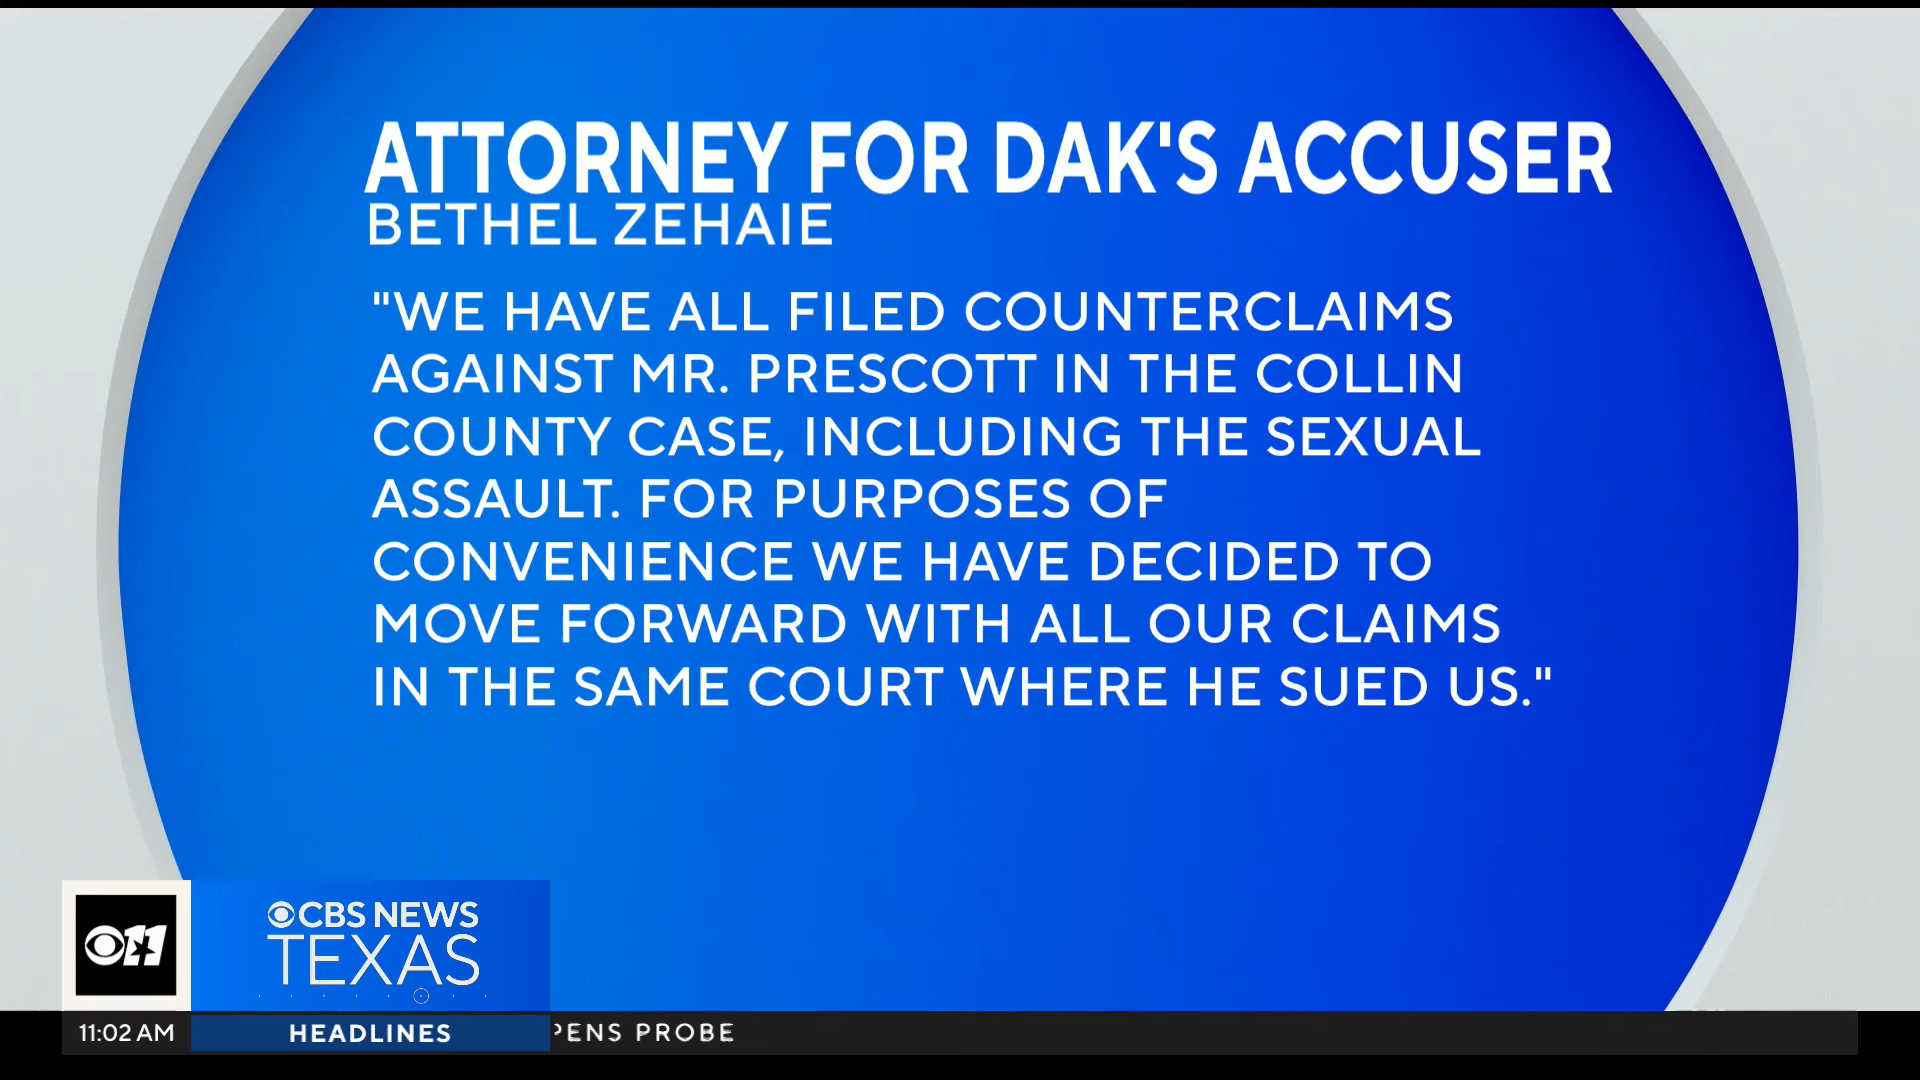 ATTORNEY FOR DAK'S ACCUSER
BETHEL ZEHAIE
"WE HAVE ALL FILED COUNTERCLAIMS
AGAINST MR. PRESCOTT IN THE COLLIN
COUNTY CASE, INCLUDING THE SEXUAL
ASSAULT. FOR PURPOSES OF
CONVENIENCE WE HAVE DECIDED TO
MOVE FORWARD WITH ALL OUR CLAIMS
IN THE SAME COURT WHERE HE SUED US."
11
CBS NEWS
TEXAS
11:02 AM
HEADLINES
PENS PROBE